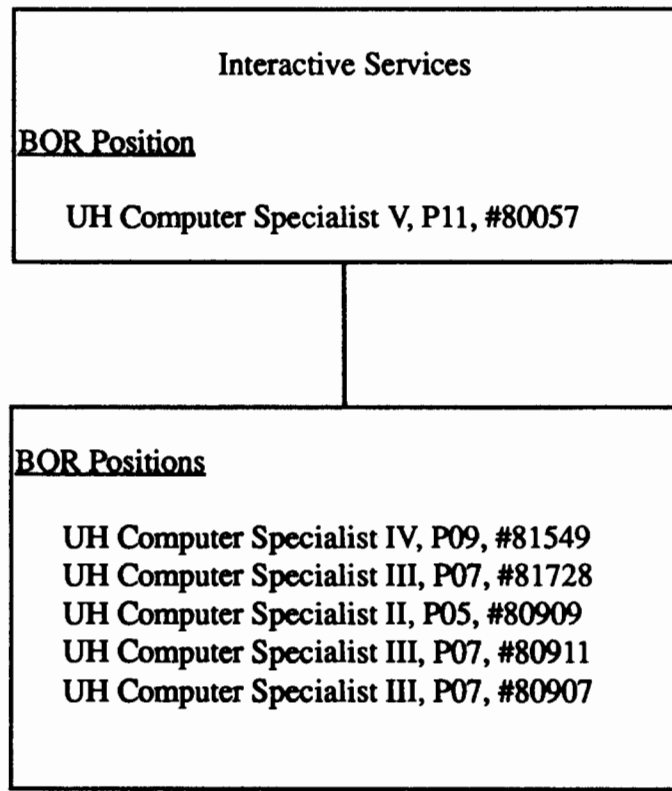 Interactive Services
BOR Position
UH Computer Specialist V, P11, #80057
BOR Positions
UH Computer Specialist IV, P09, #81549
UH Computer Specialist III, P07, #81728
UH Computer Specialist II, P05, #80909
UH Computer Specialist III, P07, #80911
UH Computer Specialist III, P07, #80907